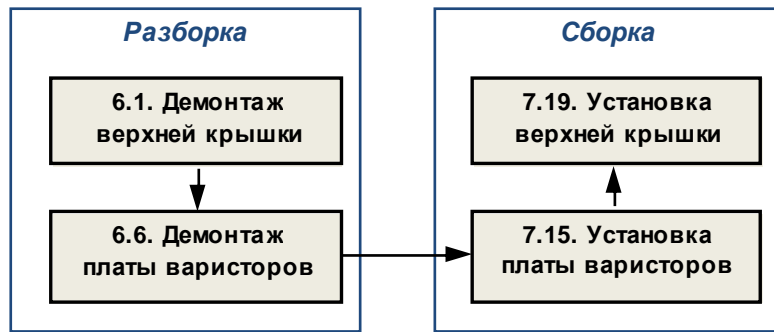 Разборка
6.1. Демонтаж
верхней крышки
6.6. Демонтаж
платы варисторов
Сборка
7.19. Установка
верхней крышки
7.15. Установка
платы варисторов